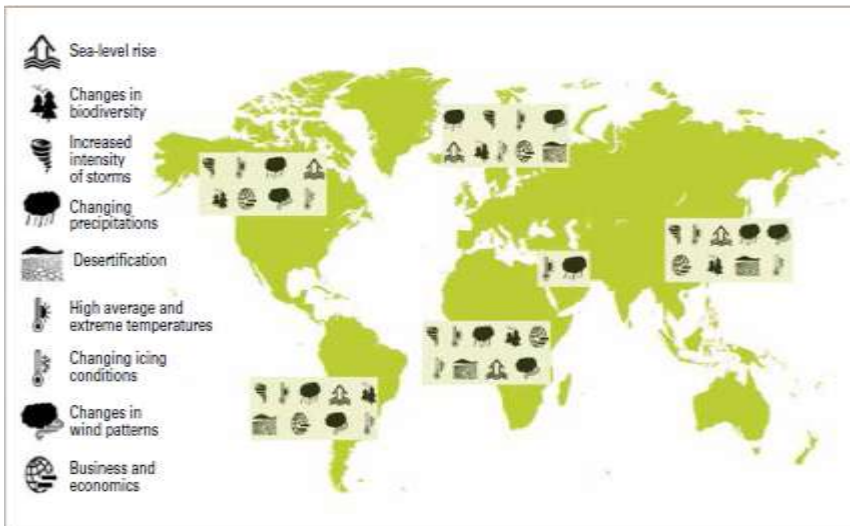 Sea-level rise
Changes in
biodiversity
Increased
intensity
of storms
Changing
precipitations
Desertification
High average and
extreme temperatures
Changing icing
conditions
Changes in
wind patterns
Business and
economics